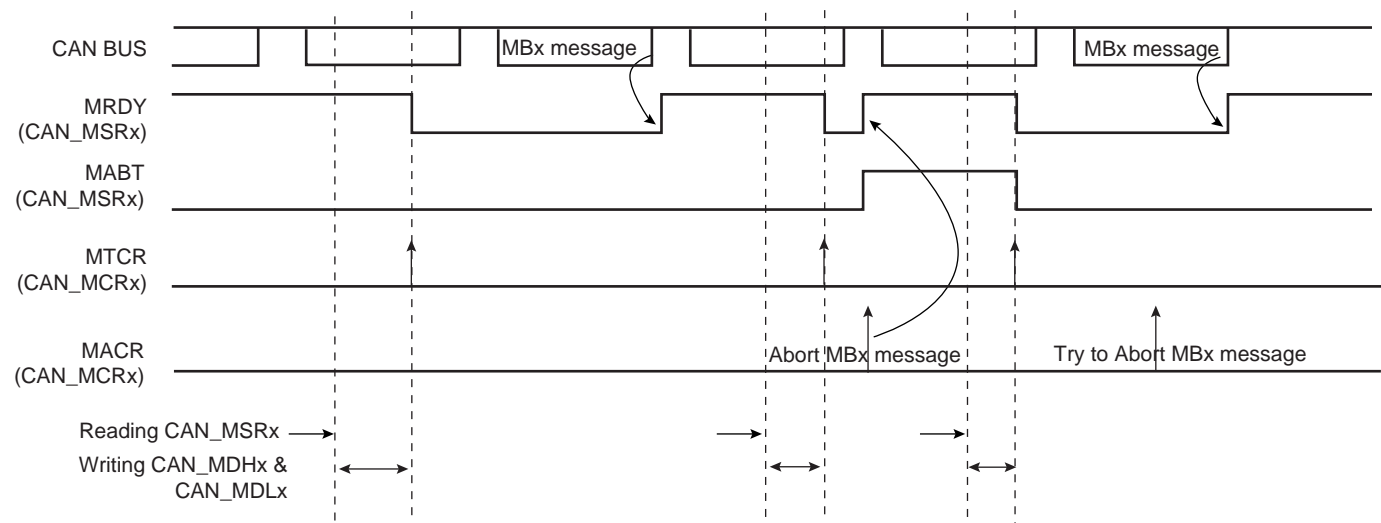 CAN BUS
MBx message
MBx message
MRDY
(CAN_MSRx)
MABT
(CAN_MSRx)
MTCR
(CAN_MCRx)
MACR
(CAN_MCRx)
Abort MBx message
Try to Abort MBx message
Reading CAN_MSRx
Writing CAN_MDHx &
CAN_MDLx